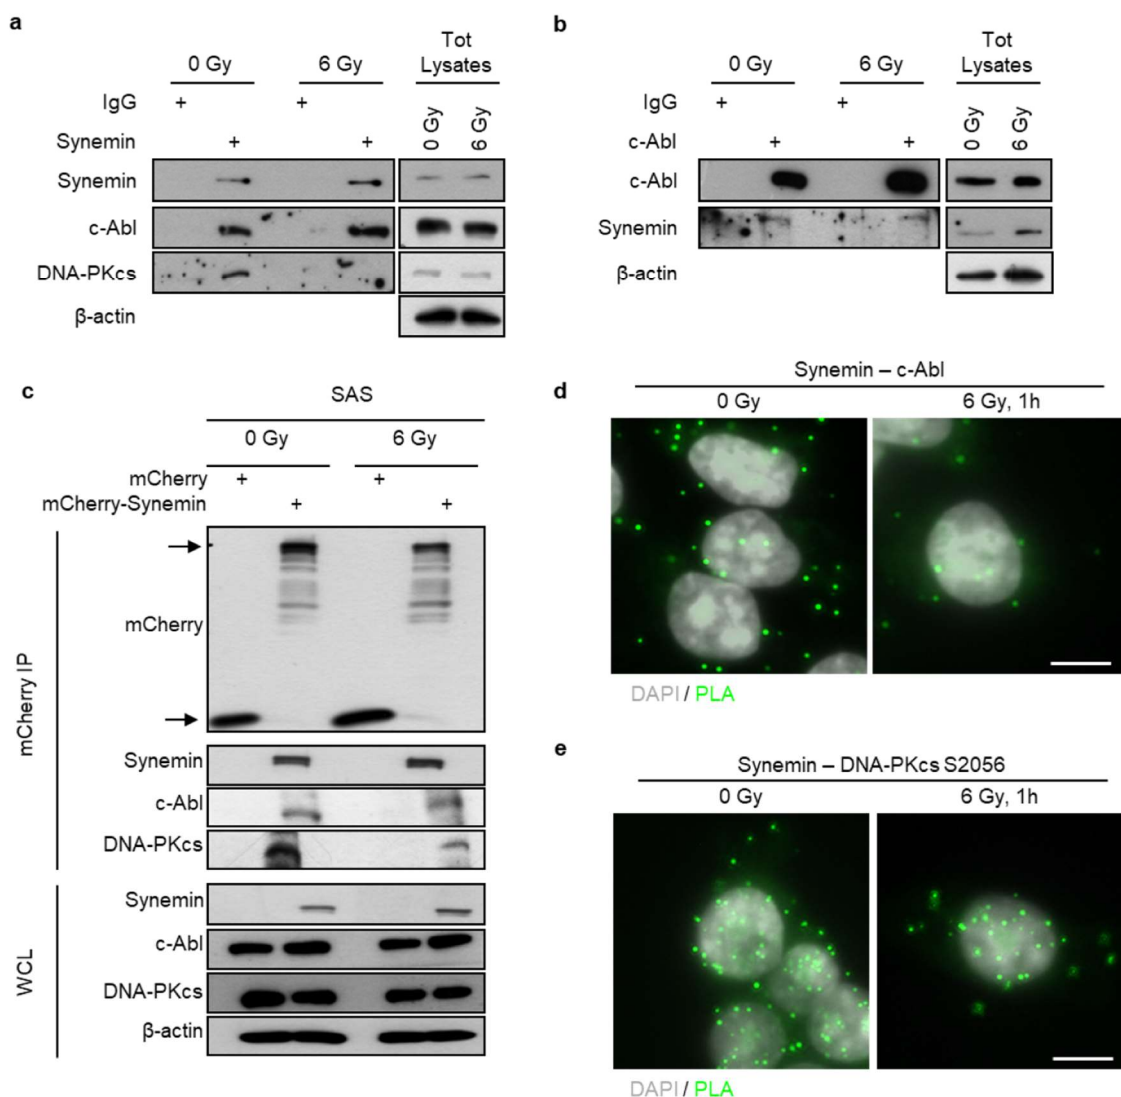 a
0 Gy
6 Gy
Tot
Lysates
IgG
+
+
0 Gy
6 Gy
Synemin
+
+
Synemin
c-Abl
DNA-PKcs
β-actin
b
0 Gy
6 Gy
Tot
Lysates
IgG
+
+
0 Gy
6 Gy
c-Abl
+
+
c-Abl
Synemin
β-actin
c
SAS
0 Gy
6 Gy
mCherry
+
+
mCherry-Synemin
+
+
mCherry IP
mCherry
Synemin
c-Abl
DNA-PKcs
WCL
Synemin
c-Abl
DNA-PKcs
β-actin
d
Synemin – c-Abl
0 Gy
6 Gy, 1h
DAPI / PLA
e
Synemin – DNA-PKcs S2056
0 Gy
6 Gy, 1h
DAPI / PLA